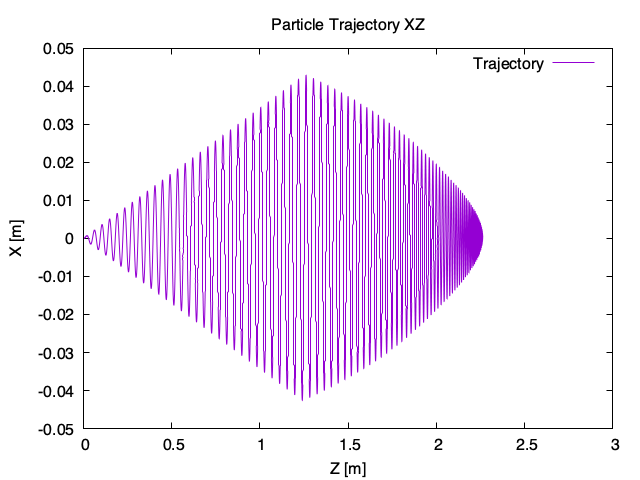 Particle Trajectory XZ
Trajectory
0.05
0.04
0.03
0.02
0.01
0
-0.01
-0.02
-0.03
-0.04
-0.05
X [m]
0 0.5 1 1.5 2 2.5 3
Z [m]